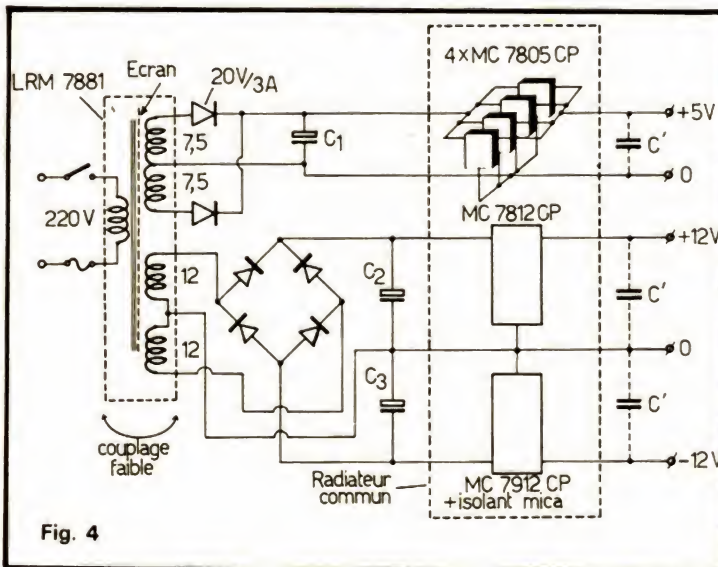 LRM 7881
Ecran
20V/3A
4×MC 7805 CP
7,5
7,5
C1
+5V
C'
0
220V
MC 7812 CP
+12V
12
12
C2
C'
0
C3
C'
couplage
faible
-12V
Radiateur
commun
MC 7912 CP
+isolant mica
Fig. 4